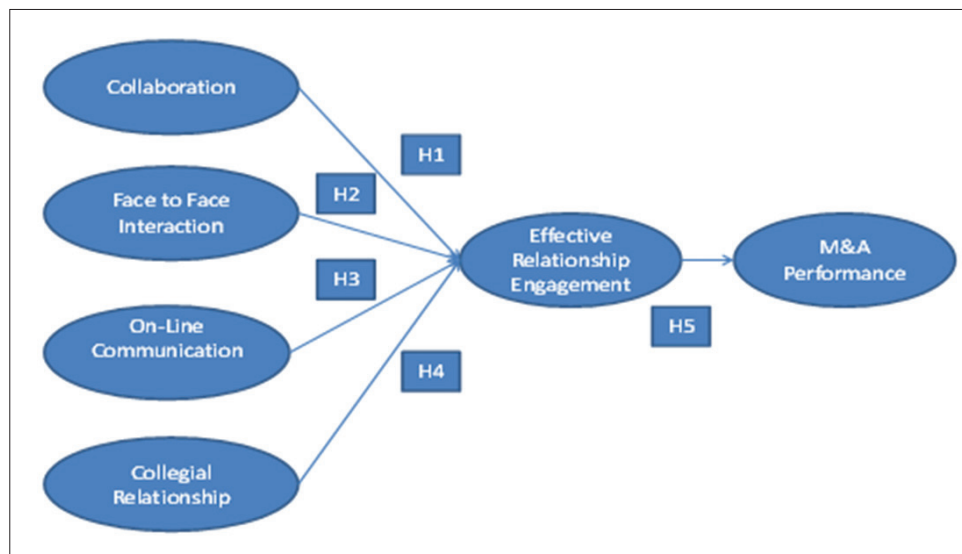 Collaboration
H1
Face to Face
Interaction
H2
Effective
Relationship
Engagement
M&A
Performance
H3
On-Line
Communication
H5
H4
Collegial
Relationship